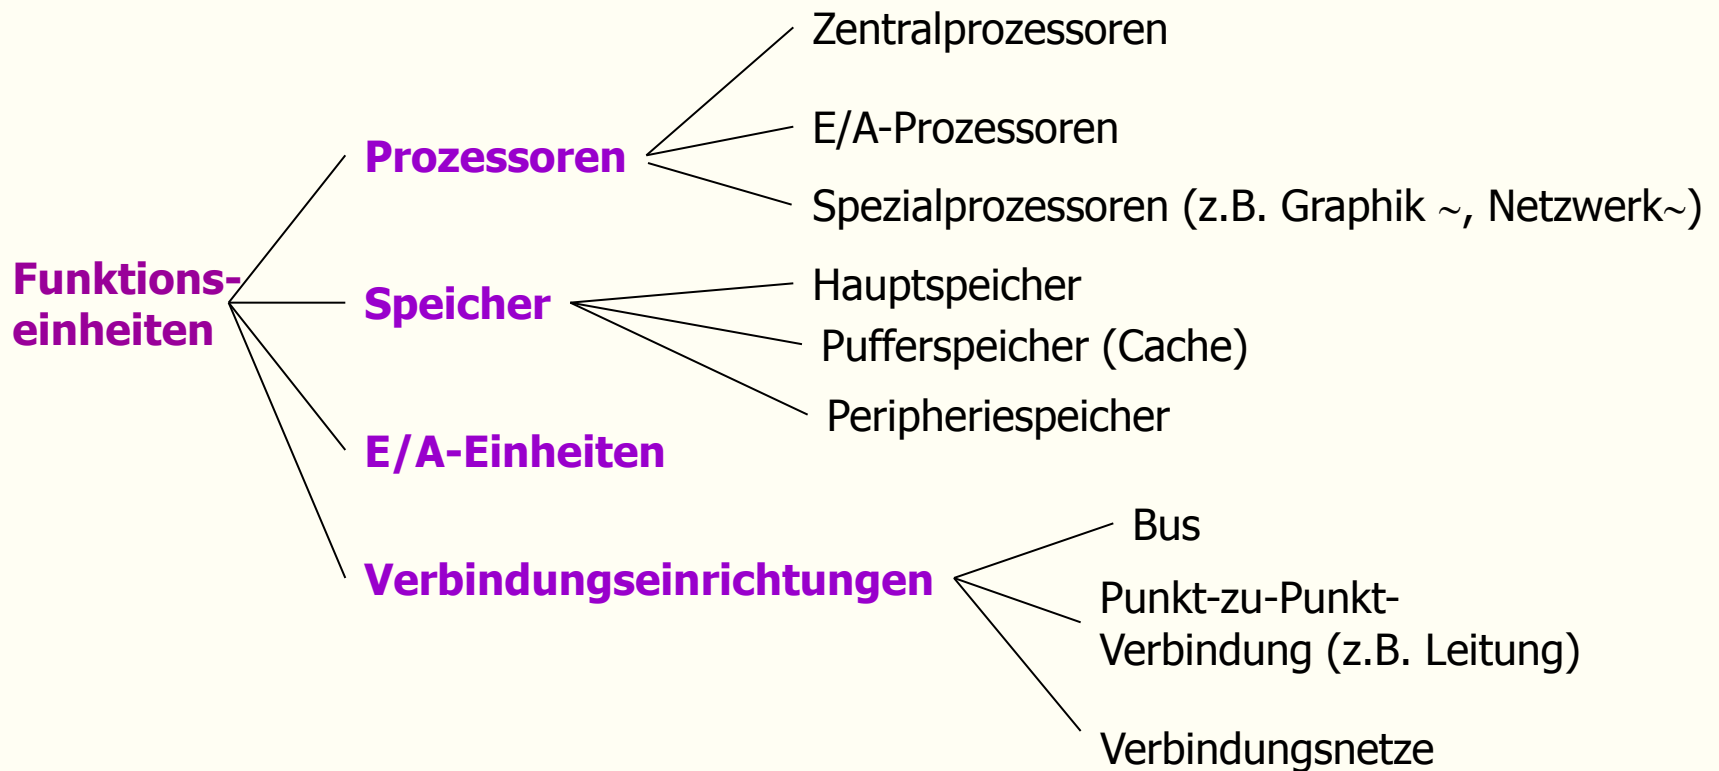 Funktions-
einheiten
Prozessoren
Zentralprozessoren
E/A-Prozessoren
Spezialprozessoren (z.B. Graphik ~, Netzwerk~)
Speicher
Hauptspeicher
Pufferspeicher (Cache)
Peripheriespeicher
E/A-Einheiten
Verbindungseinrichtungen
Bus
Punkt-zu-Punkt-
Verbindung (z.B. Leitung)
Verbindungsnetze